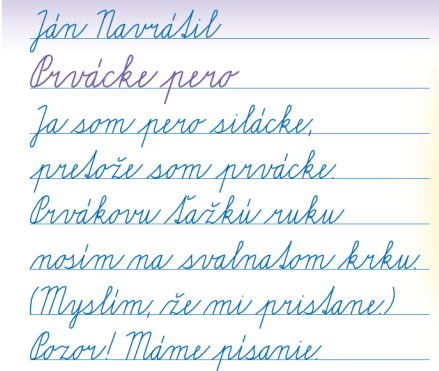 Ján Navrátil
Prvácke pero
Ja som pero silácke,
pretože som prvácke.
Prvákovu ťažkú ruku
nosím na svalnatom krku.
(Myslím, že mi pristane.)
Pozor! Máme písanie.